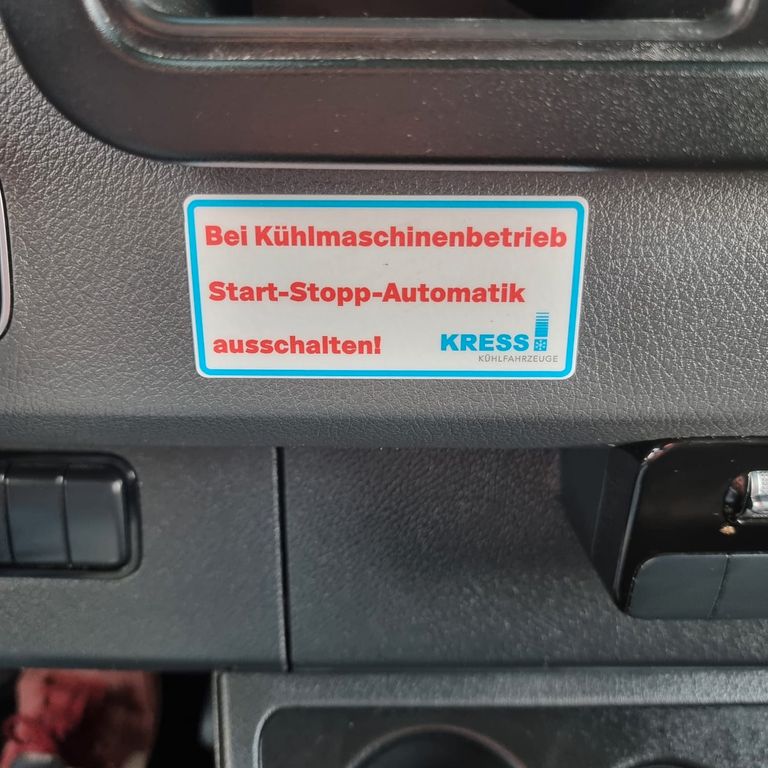 Bei Kühlmaschinenbetrieb
Start-Stopp-Automatik
ausschalten!
KRESS
KÜHLFAHRZEUGE